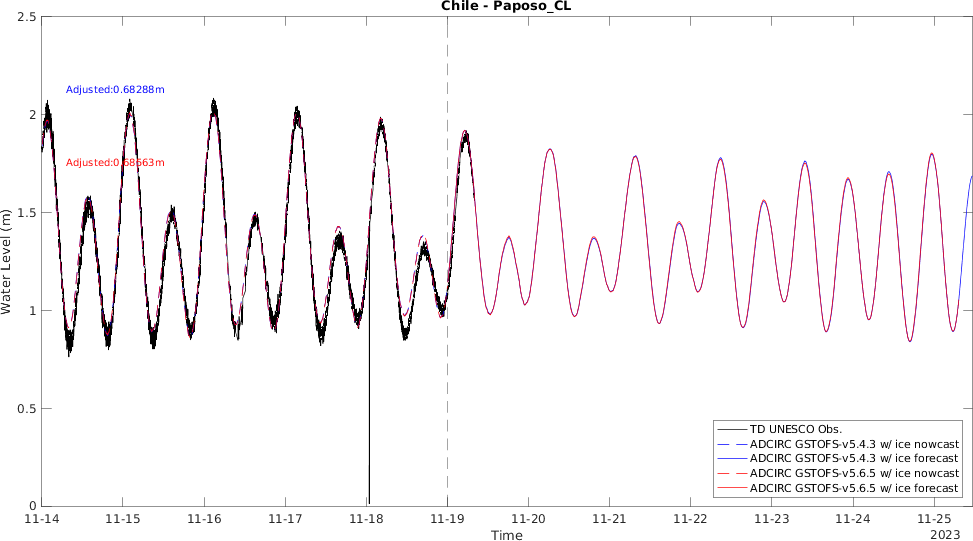 Chile - Paposo_CL
2.5
Adjusted:0.68288m
2
Adjusted:0.68663m
1.5
Water Level (m)
1
0.5
TD UNESCO Obs.
ADCIRC GSTOFS-v5.4.3 w/ ice nowcast
ADCIRC GSTOFS-v5.4.3 w/ ice forecast
ADCIRC GSTOFS-v5.6.5 w/ ice nowcast
ADCIRC GSTOFS-v5.6.5 w/ ice forecast
0
11-14 11-15 11-16 11-17 11-18 11-19 11-20 11-21 11-22 11-23 11-24 11-25
Time
2023